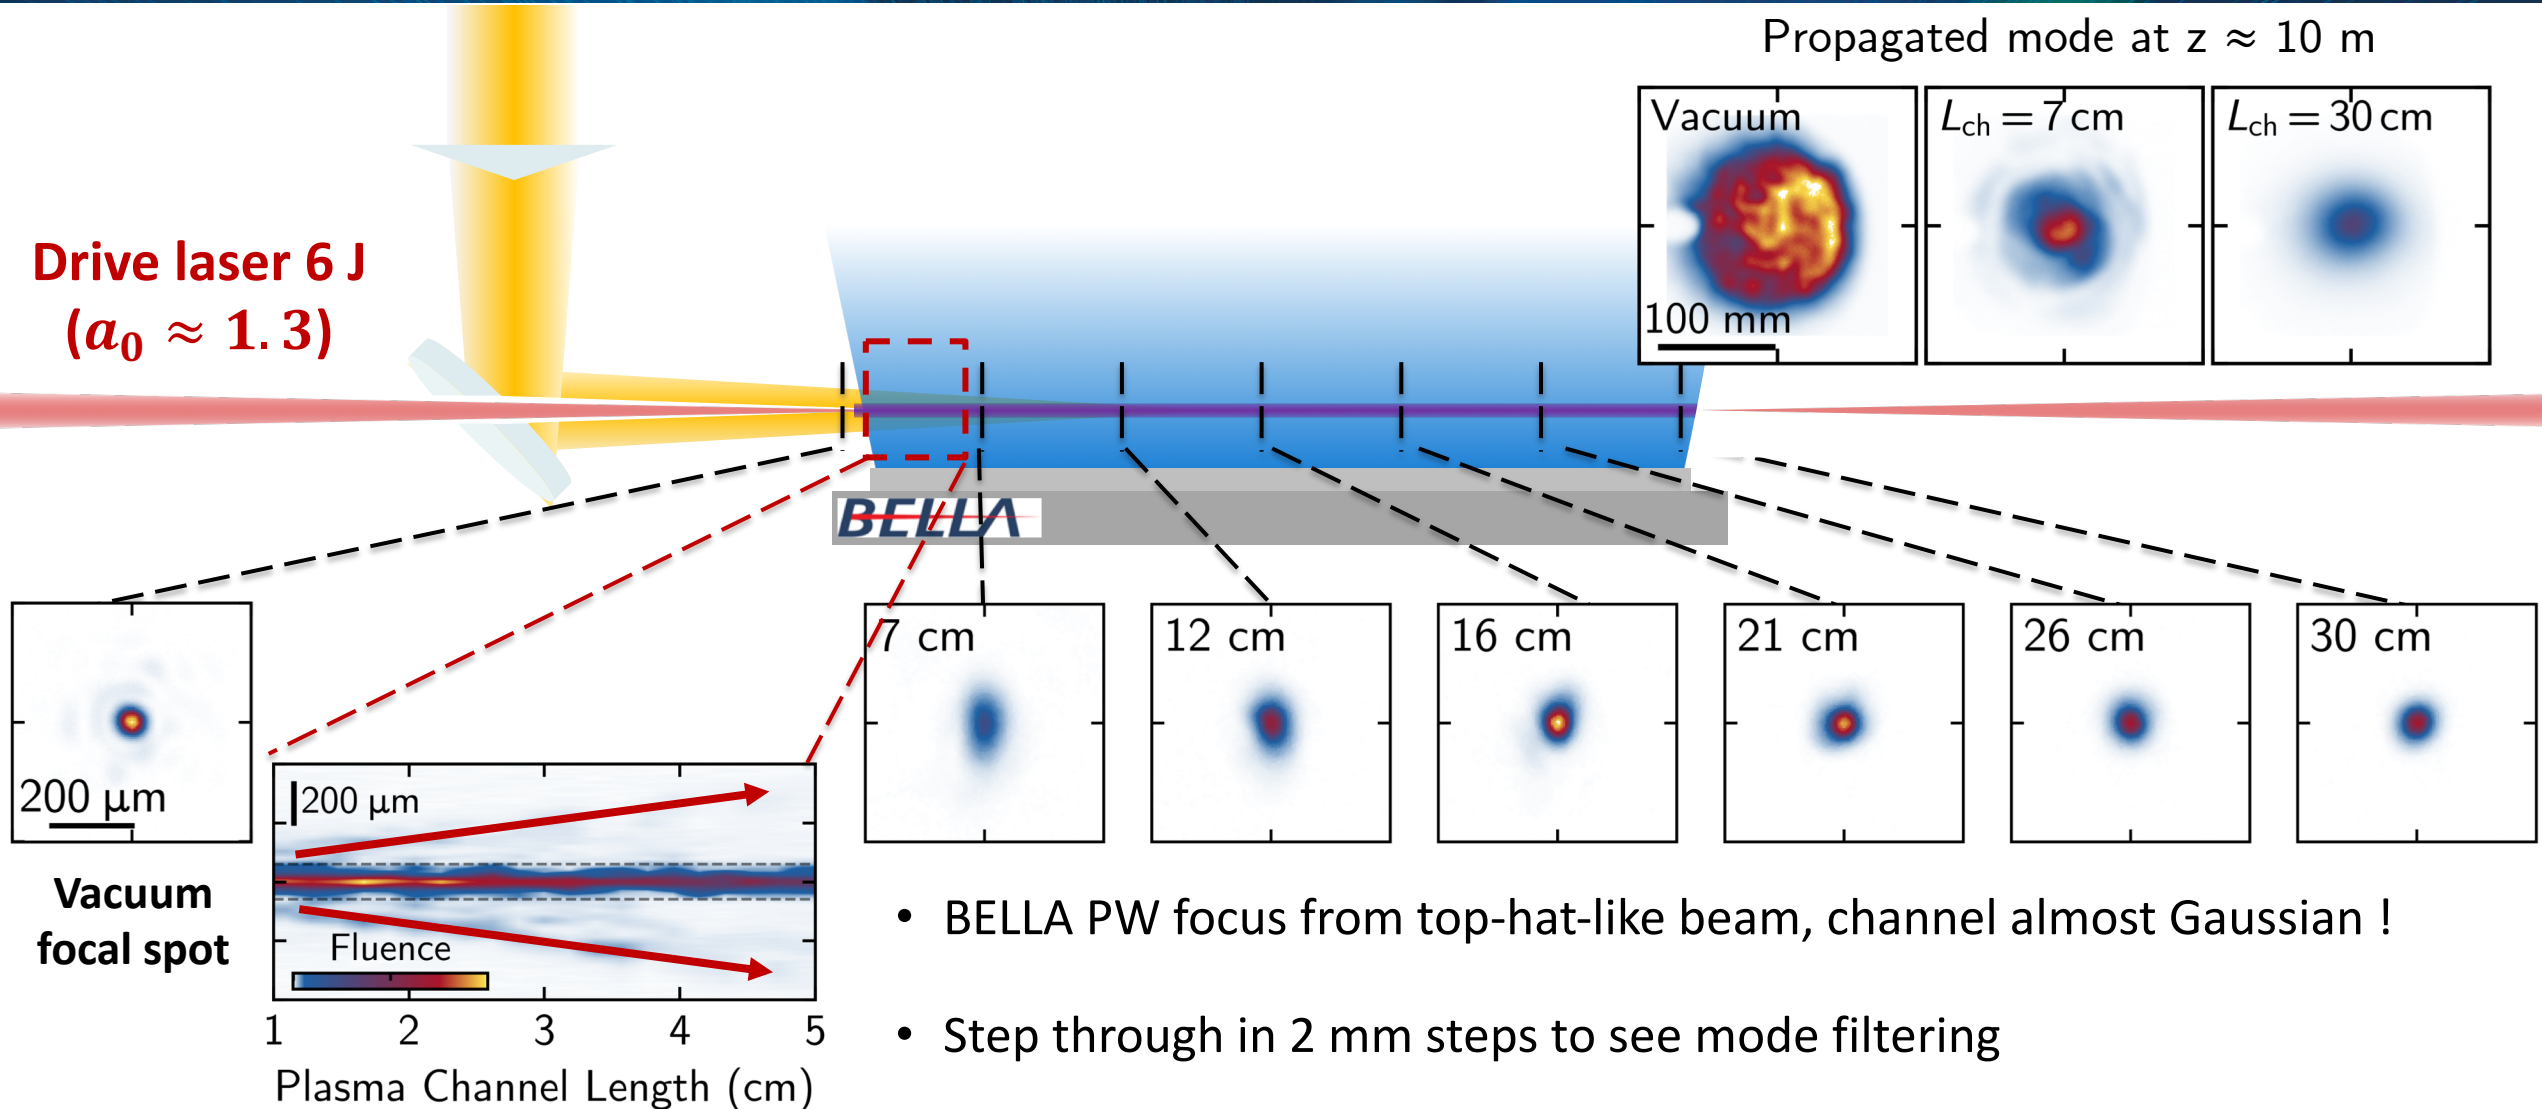 Propagated mode at z ≈ 10 m
Vacuum
L_ch = 7 cm
L_ch = 30 cm
100 mm
Drive laser 6 J
(a_0 ≈ 1.3)
BELLA
7 cm
12 cm
16 cm
21 cm
26 cm
30 cm
200 μm
Vacuum
focal spot
200 μm
Fluence
1 2 3 4 5
Plasma Channel Length (cm)
• BELLA PW focus from top-hat-like beam, channel almost Gaussian !
• Step through in 2 mm steps to see mode filtering